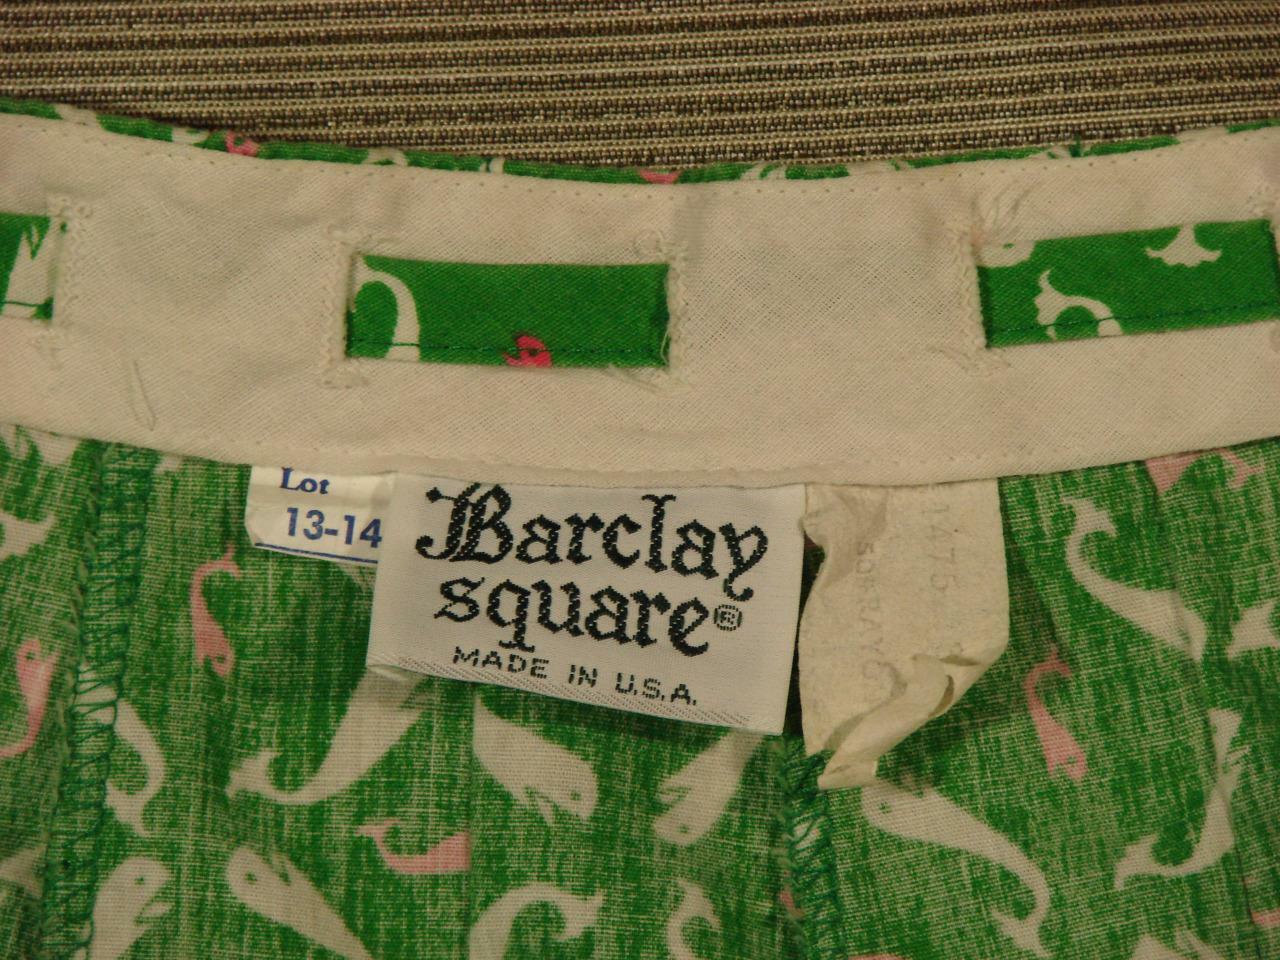 Lot
13-14
Barclay
square®
MADE IN U.S.A.